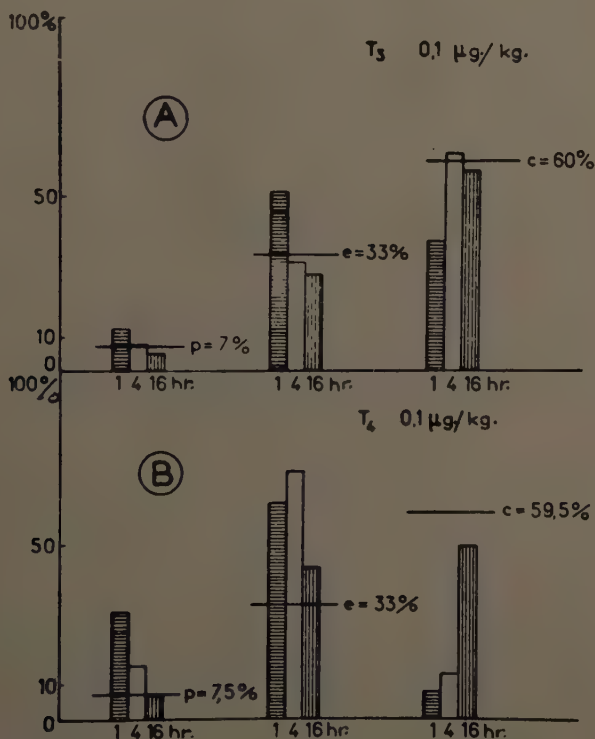 100%
T3 0,1 µg/kg.
A
c = 60%
50
e = 33%
10
p = 7%
0
1 4 16 hr. 1 4 16 hr. 1 4 16 hr.
100%
T4 0,1 µg/kg.
B
c = 59,5%
50
e = 33%
10
p = 7,5%
0
1 4 16 hr. 1 4 16 hr. 1 4 16 hr.